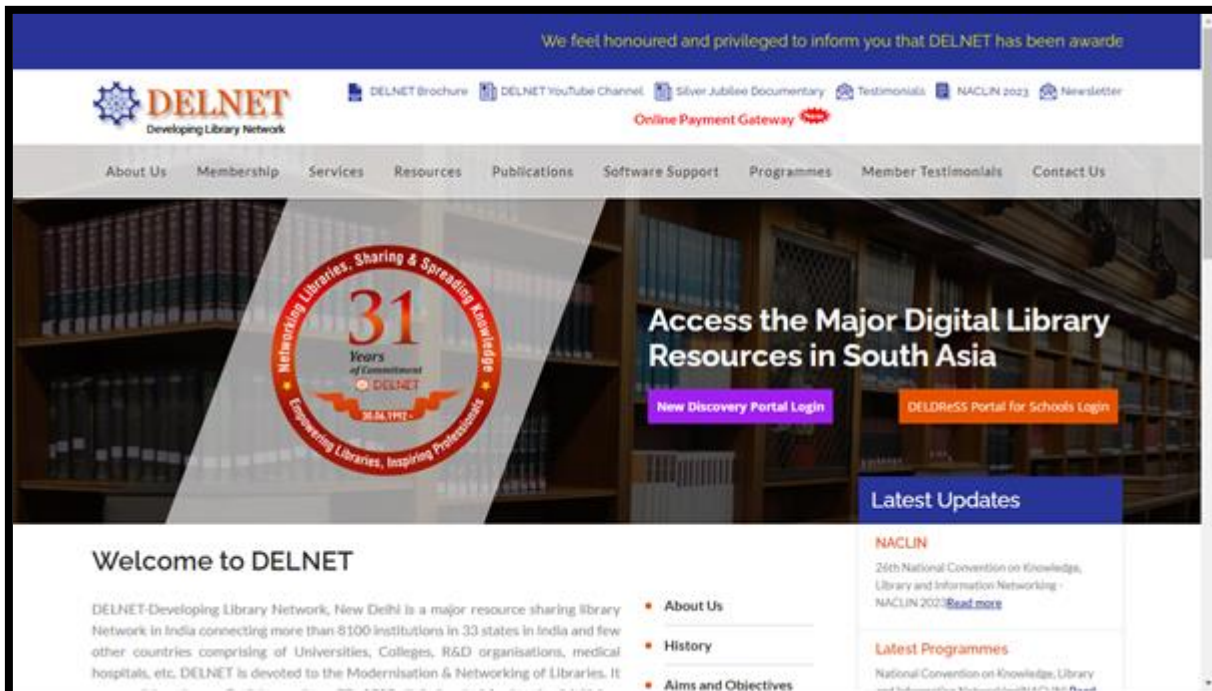 We feel honoured and privileged to inform you that DELNET has been awarde
DELNET
Developing Library Network
DELNET Brochure DELNET YouTube Channel Silver Jubilee Documentary Testimonials NACLIN 2023 Newsletter
Online Payment Gateway New
About Us Membership Services Resources Publications Software Support Programmes Member Testimonials Contact Us
Networking Libraries, Sharing & Spreading Knowledge
31
Years
of Commitment
DELNET
30.06.1992 -
Empowering Libraries, Inspiring Professionals
Access the Major Digital Library
Resources in South Asia
New Discovery Portal Login DELDReSS Portal for Schools Login
Welcome to DELNET
DELNET-Developing Library Network, New Delhi is a major resource sharing library
Network in India connecting more than 8100 institutions in 33 states in India and few
other countries comprising of Universities, Colleges, R&D organisations, medical
hospitals, etc. DELNET is devoted to the Modernisation & Networking of Libraries. It
About Us
History
Aims and Objectives
Latest Updates
NACLIN
26th National Convention on Knowledge,
Library and Information Networking -
NACLIN 2023Read more
Latest Programmes
National Convention on Knowledge, Library